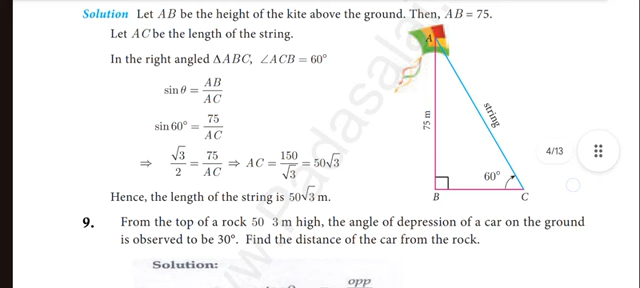 Solution Let AB be the height of the kite above the ground. Then, AB = 75.
Let AC be the length of the string.
In the right angled ΔABC, ∠ACB = 60°
sin θ = AB/AC
sin 60° = 75/AC
⇒ √3/2 = 75/AC ⇒ AC = 150/√3 = 50√3
Hence, the length of the string is 50√3 m.
A
75 m
string
60°
B
C
4/13
9. From the top of a rock 50 3 m high, the angle of depression of a car on the ground
is observed to be 30°. Find the distance of the car from the rock.
Solution:
opp